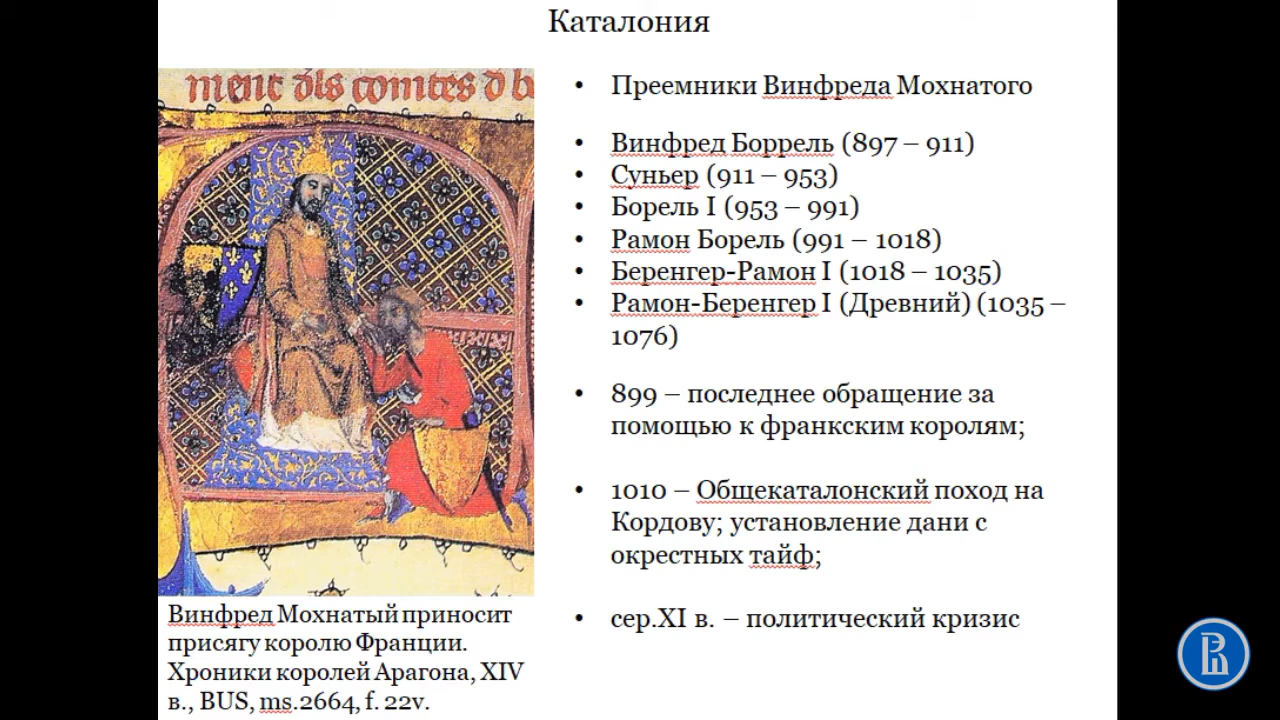 Каталония
ment dls comtes d b
• Преемники Винфреда Мохнатого
• Винфред Боррель (897 – 911)
• Суньер (911 – 953)
• Борель I (953 – 991)
• Рамон Борель (991 – 1018)
• Беренгер-Рамон I (1018 – 1035)
• Рамон-Беренгер I (Древний) (1035 –
1076)
• 899 – последнее обращение за
помощью к франкским королям;
• 1010 – Общекаталонский поход на
Кордову; установление дани с
окрестных тайф;
• сер.XI в. – политический кризис
Винфред Мохнатый приносит
присягу королю Франции.
Хроники королей Арагона, XIV
в., BUS, ms.2664, f. 22v.